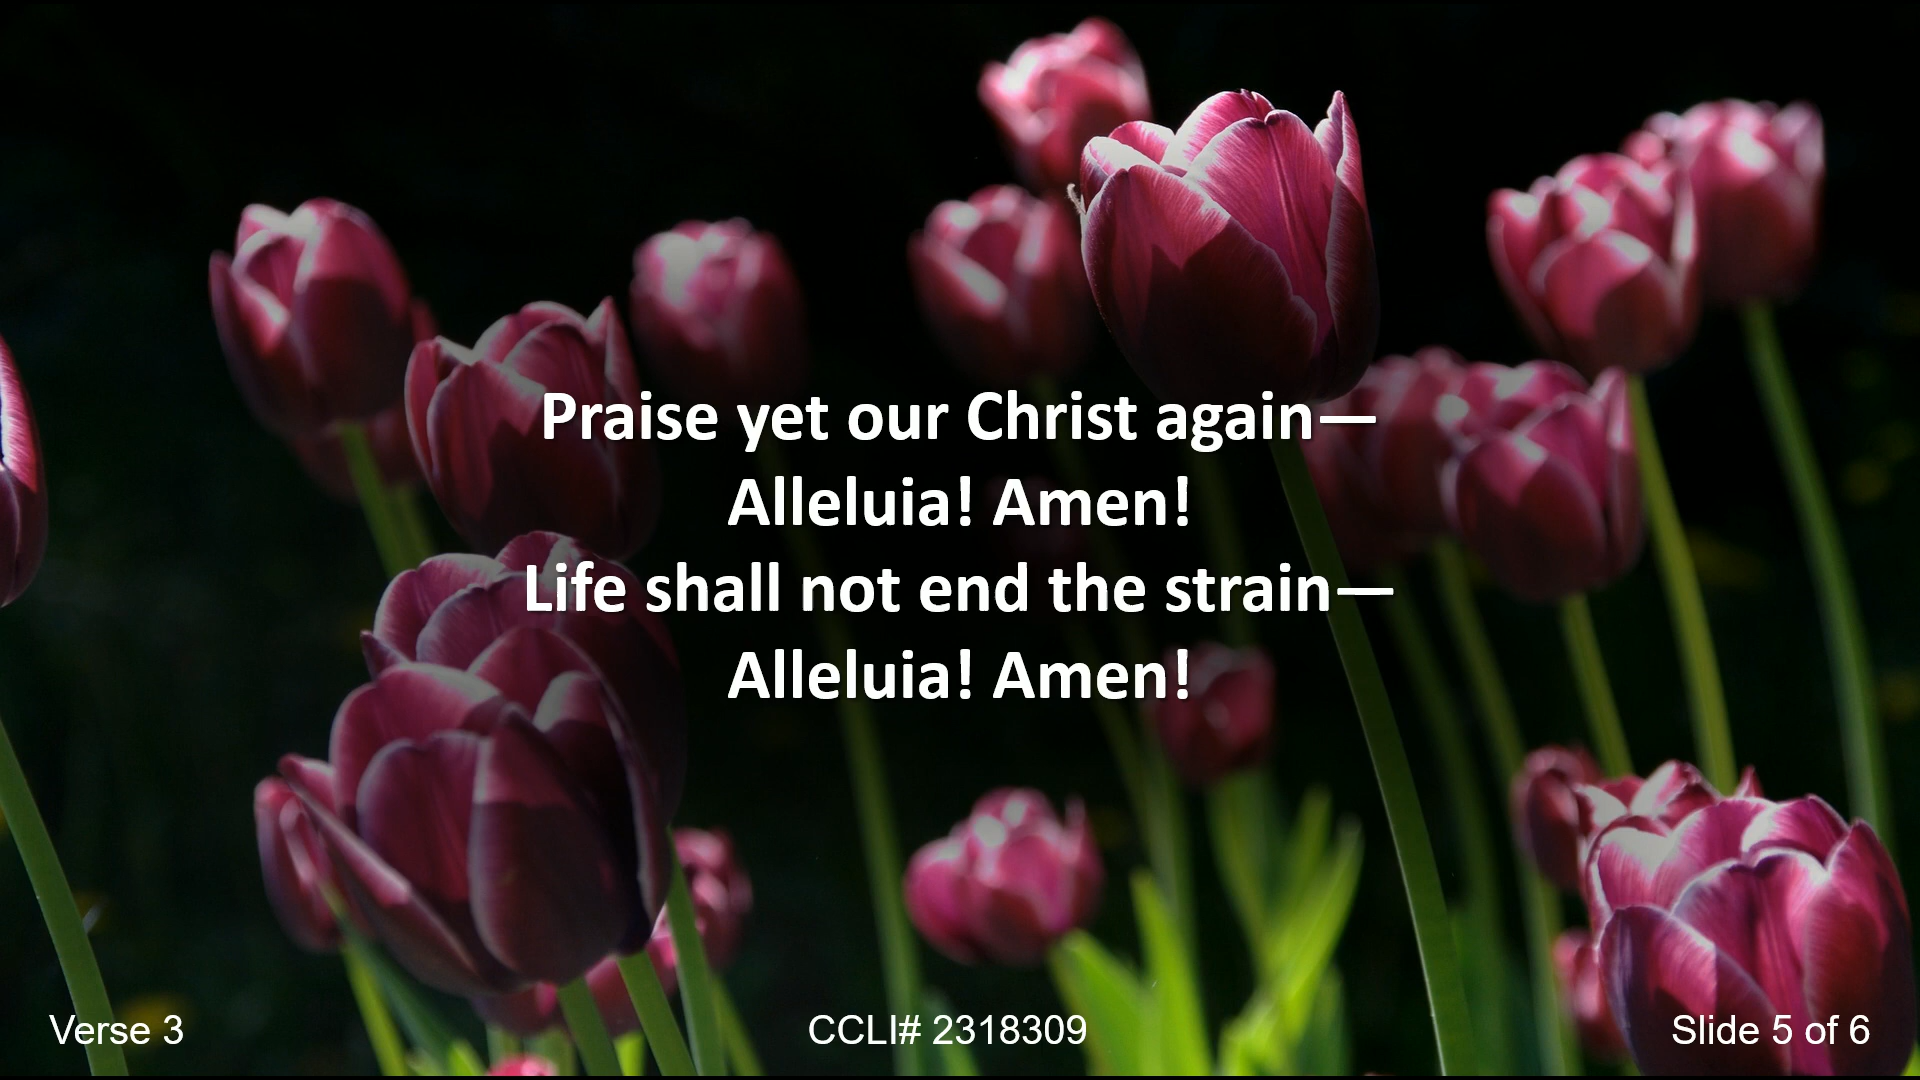 Praise yet our Christ again—
Alleluia! Amen!
Life shall not end the strain—
Alleluia! Amen!
Verse 3
CCLI# 2318309
Slide 5 of 6